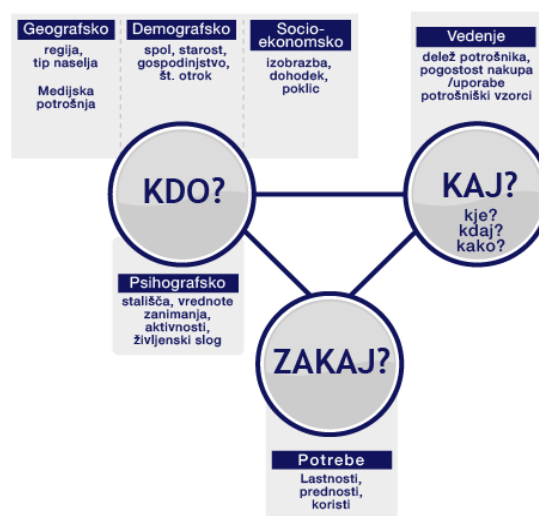 Geografsko
regija,
tip naselja
Medijska
potrošnja
Demografsko
spol, starost,
gospodinjstvo,
št. otrok
Socio-
ekonomsko
izobrazba,
dohodek,
poklic
Vedenje
delež potrošnika,
pogostost nakupa
/uporabe
potrošniški vzorci
KDO?
KAJ?
kje?
kdaj?
kako?
Psihografsko
stališča, vrednote
zanimanja,
aktivnosti,
življenski slog
ZAKAJ?
Potrebe
Lastnosti,
prednosti,
koristi